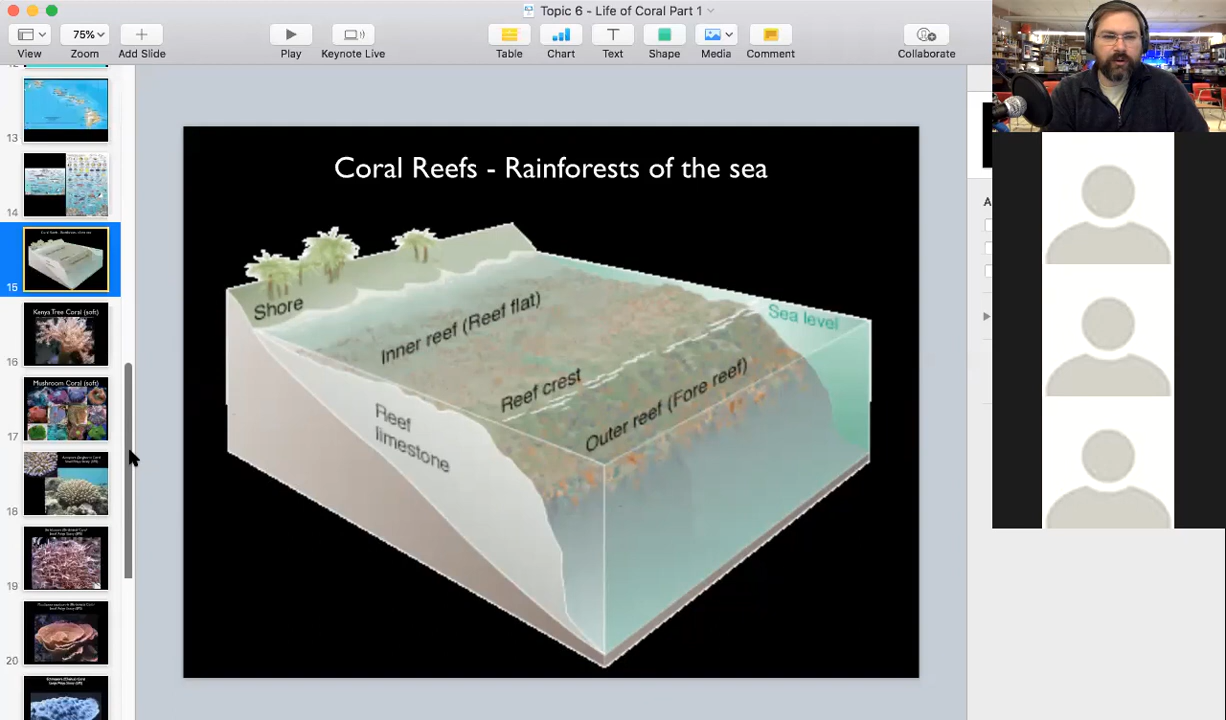 Topic 6 - Life of Coral Part 1
View
75%
Zoom
Add Slide
Play
Keynote Live
Table
Chart
Text
Shape
Media
Comment
Collaborate
13
14
15
Kenya Tree Coral (soft)
16
Mushroom Coral (soft)
17
18
19
20
Coral Reefs - Rainforests of the sea
Shore
Inner reef (Reef flat)
Sea level
Reef crest
Outer reef (Fore reef)
Reef
limestone